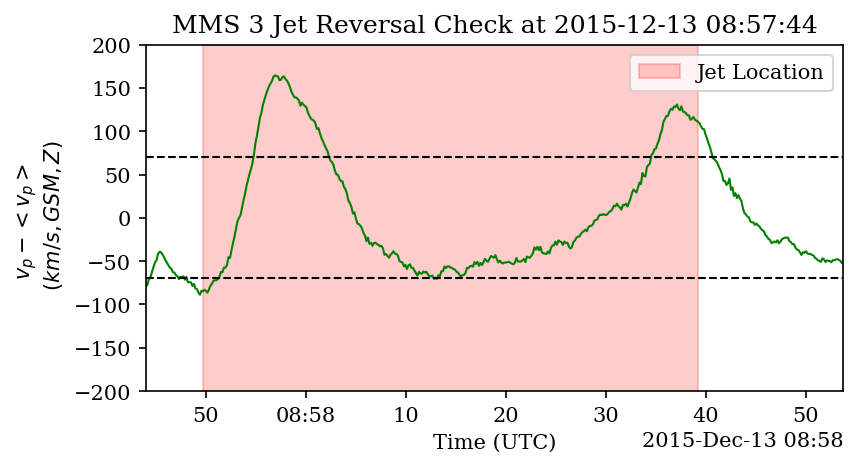 MMS 3 Jet Reversal Check at 2015-12-13 08:57:44
v_p − < v_p >
(km/s, GSM, Z)
200
150
100
50
0
−50
−100
−150
−200
Jet Location
50 08:58 10 20 30 40 50
Time (UTC)
2015-Dec-13 08:58